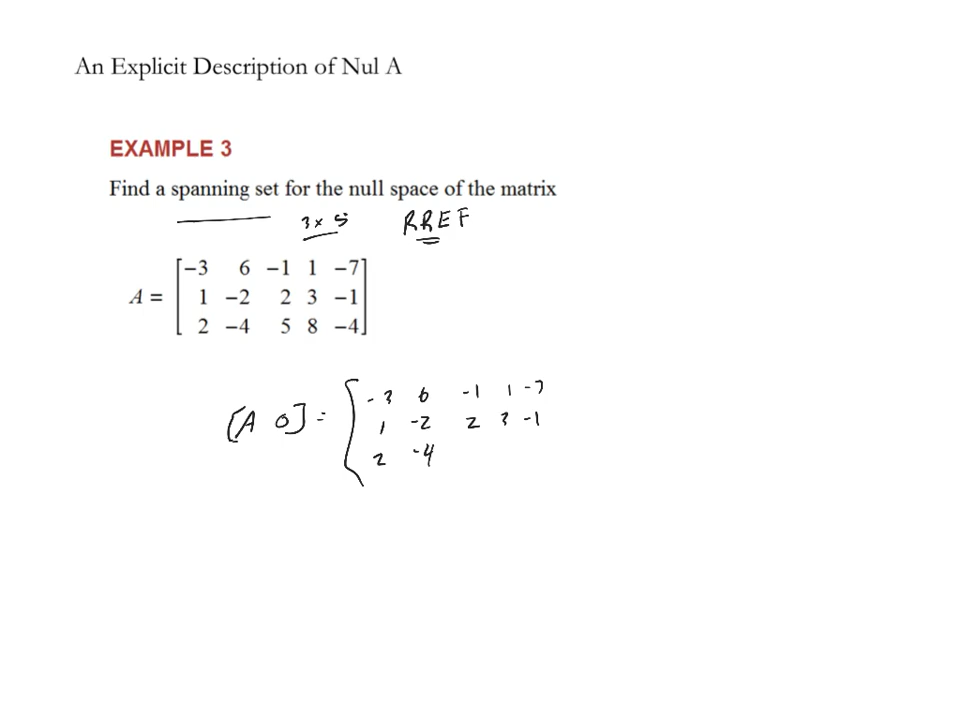 An Explicit Description of Nul A
EXAMPLE 3
Find a spanning set for the null space of the matrix
3 x 5 RREF
A = [ −3 6 −1 1 −7
1 −2 2 3 −1
2 −4 5 8 −4 ]
[A 0] = [ -3 6 -1 1 -7
1 -2 2 3 -1
2 -4